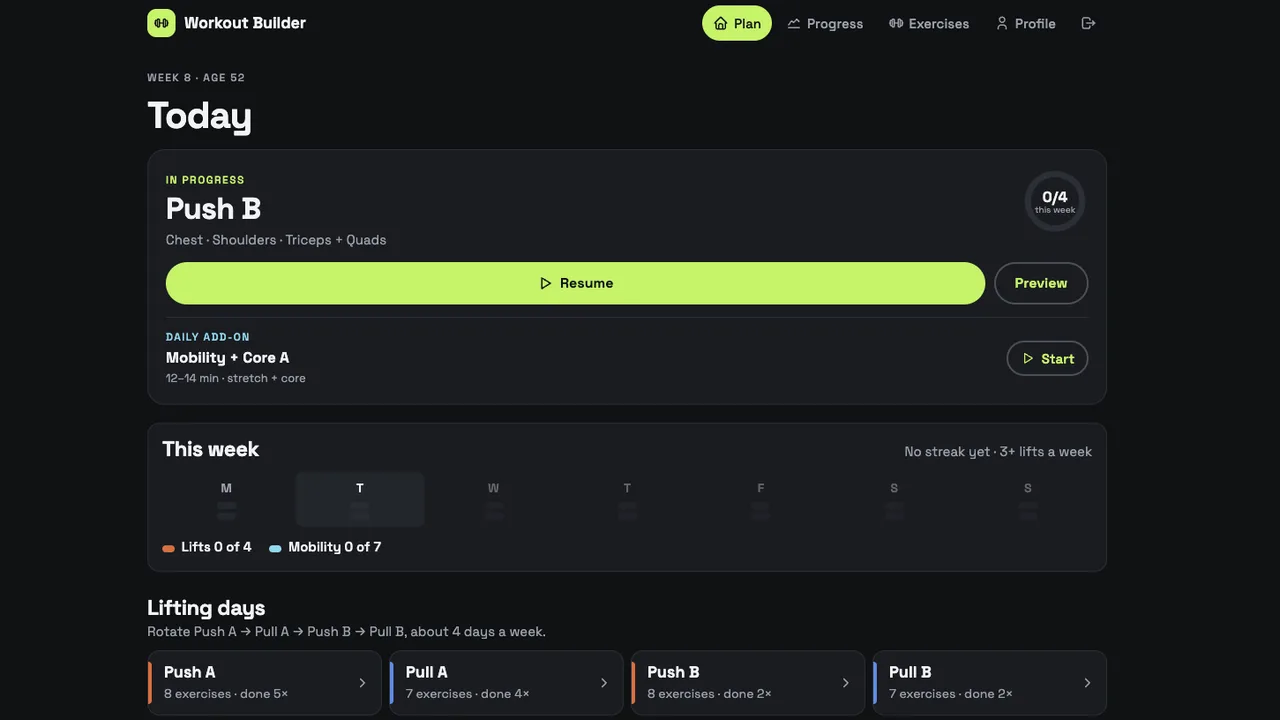 Workout Builder
Plan
Progress
Exercises
Profile
WEEK 8 · AGE 52
Today
IN PROGRESS
Push B
Chest · Shoulders · Triceps + Quads
0/4
this week
Resume
Preview
DAILY ADD-ON
Mobility + Core A
12–14 min · stretch + core
Start
This week
No streak yet · 3+ lifts a week
M T W T F S S
Lifts 0 of 4
Mobility 0 of 7
Lifting days
Rotate Push A → Pull A → Push B → Pull B, about 4 days a week.
Push A
8 exercises · done 5×
Pull A
7 exercises · done 4×
Push B
8 exercises · done 2×
Pull B
7 exercises · done 2×